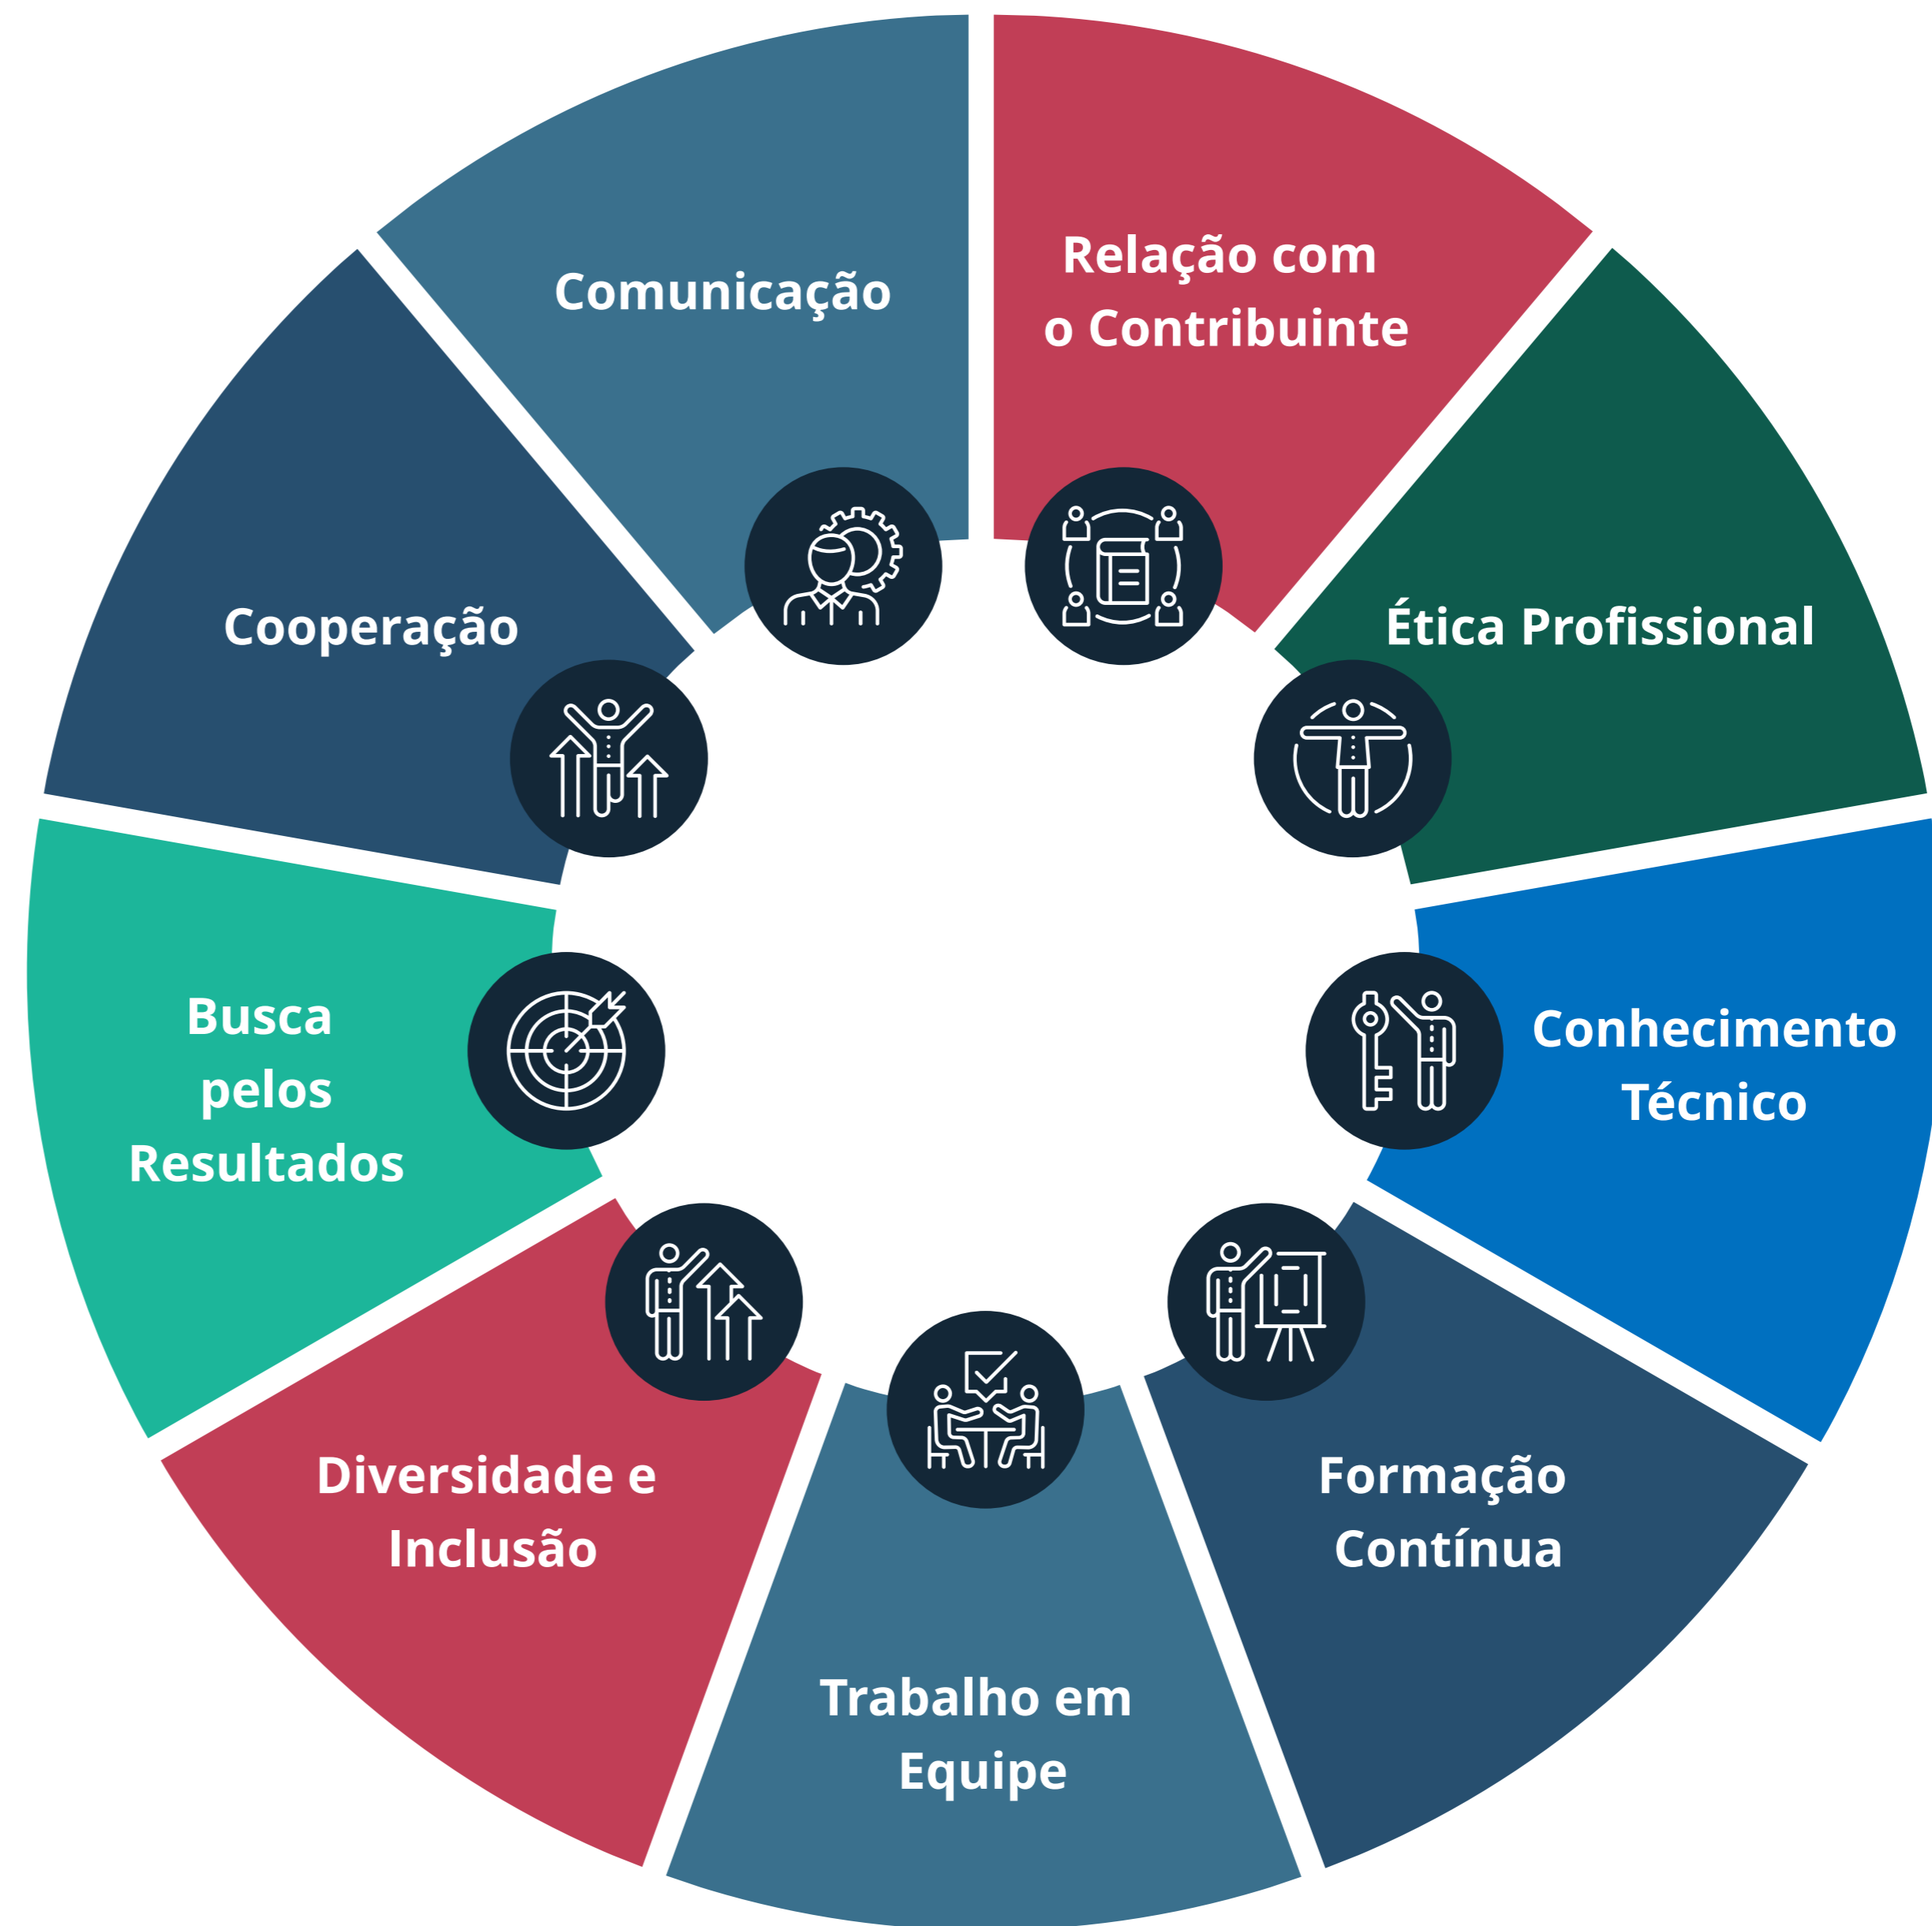 Relação com
o Contribuinte
Ética Profissional
Conhecimento
Técnico
Formação
Contínua
Trabalho em
Equipe
Diversidade e
Inclusão
Busca
pelos
Resultados
Cooperação
Comunicação